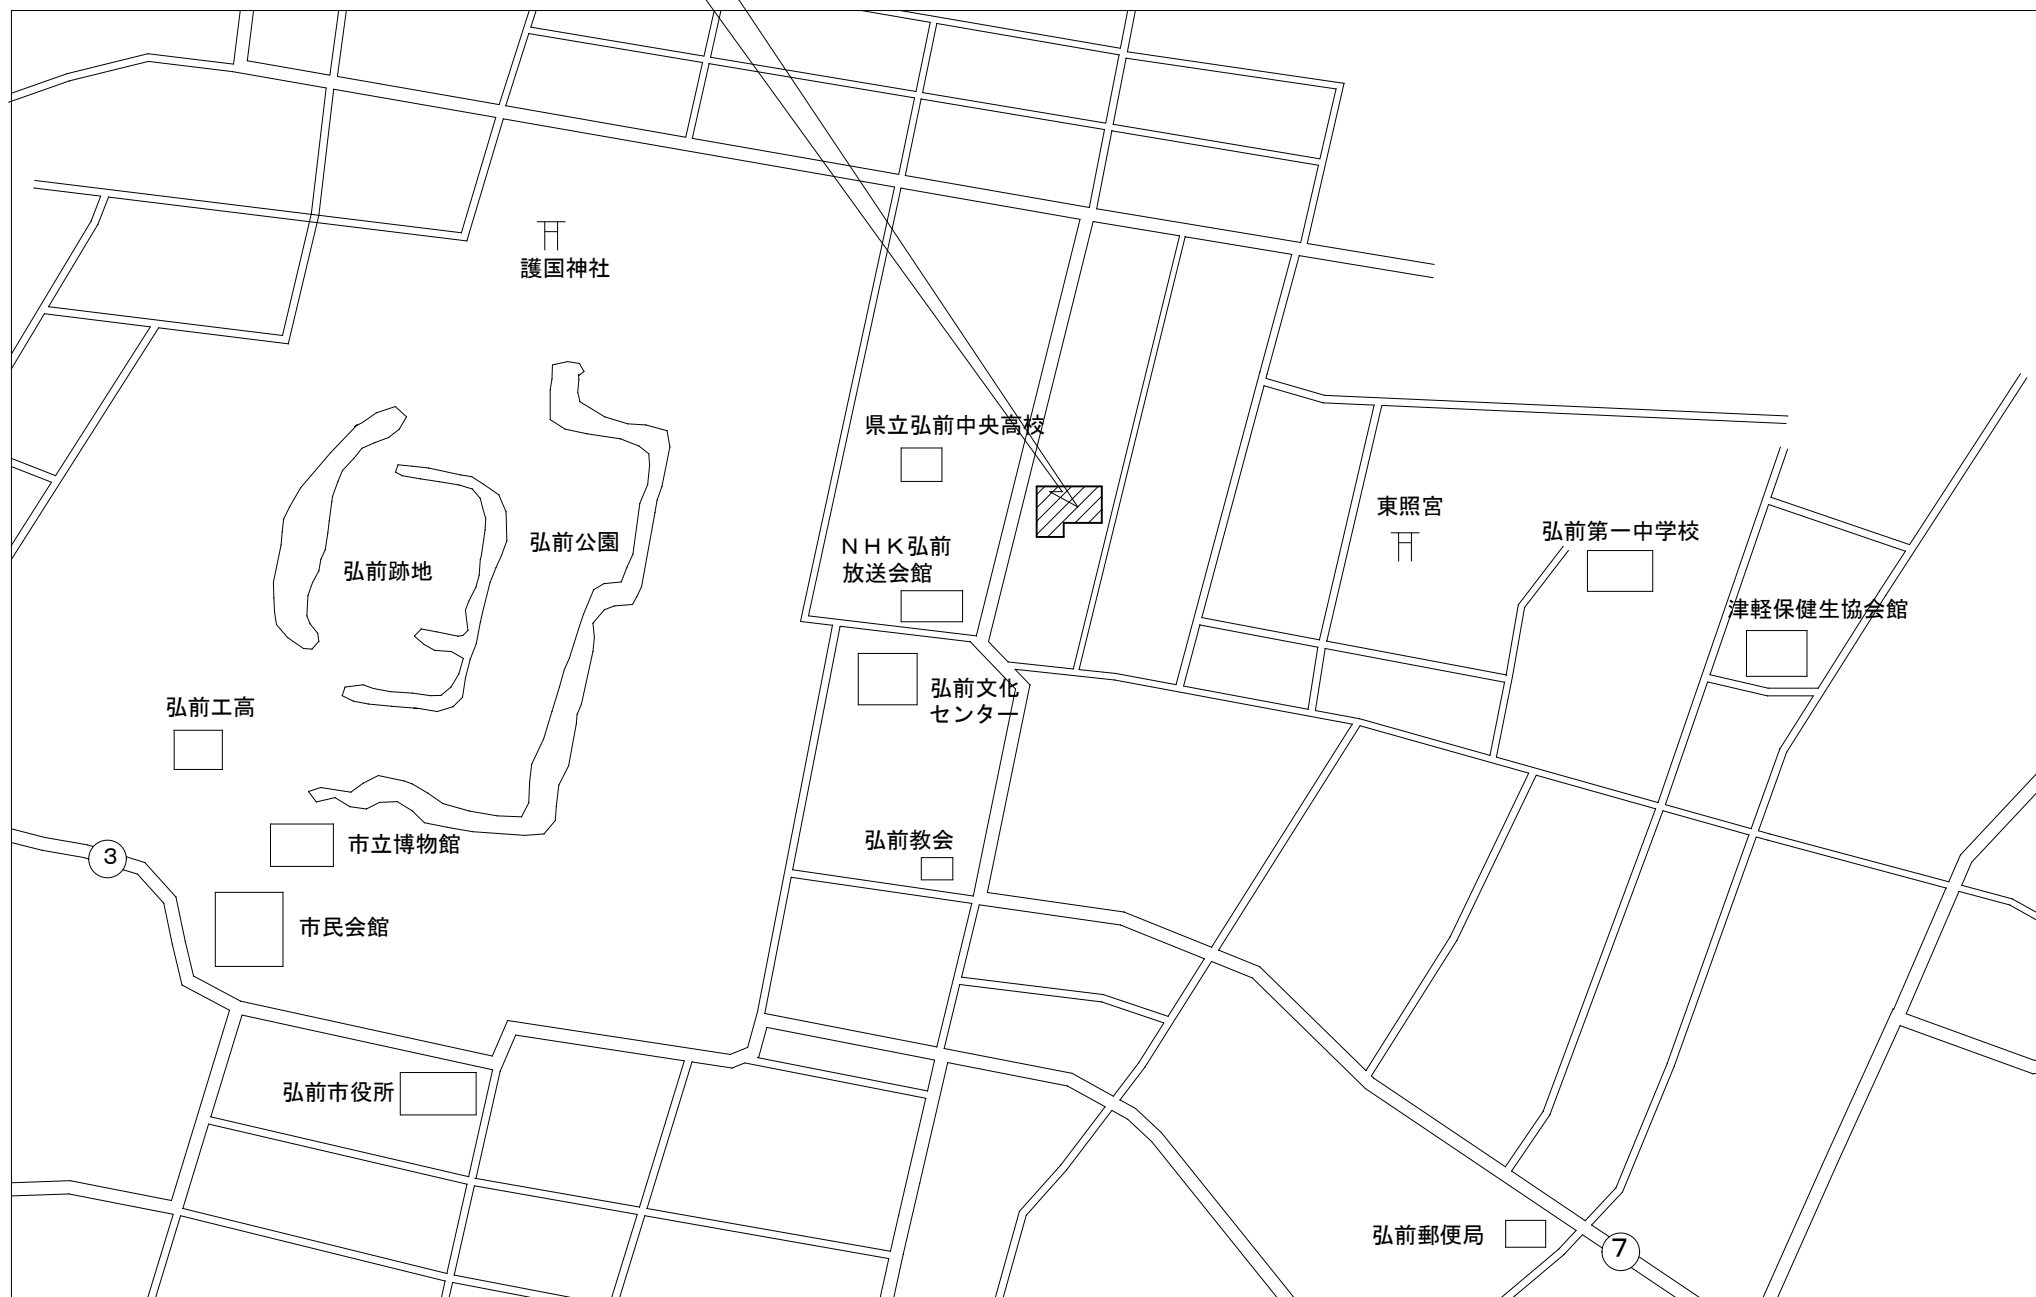 護国神社
県立弘前中央高校
東照宮
弘前第一中学校
弘前公園
NHK弘前
放送会館
弘前跡地
津軽保健生協会館
弘前工高
弘前文化
センター
弘前教会
市立博物館
3
市民会館
弘前市役所
弘前郵便局
7